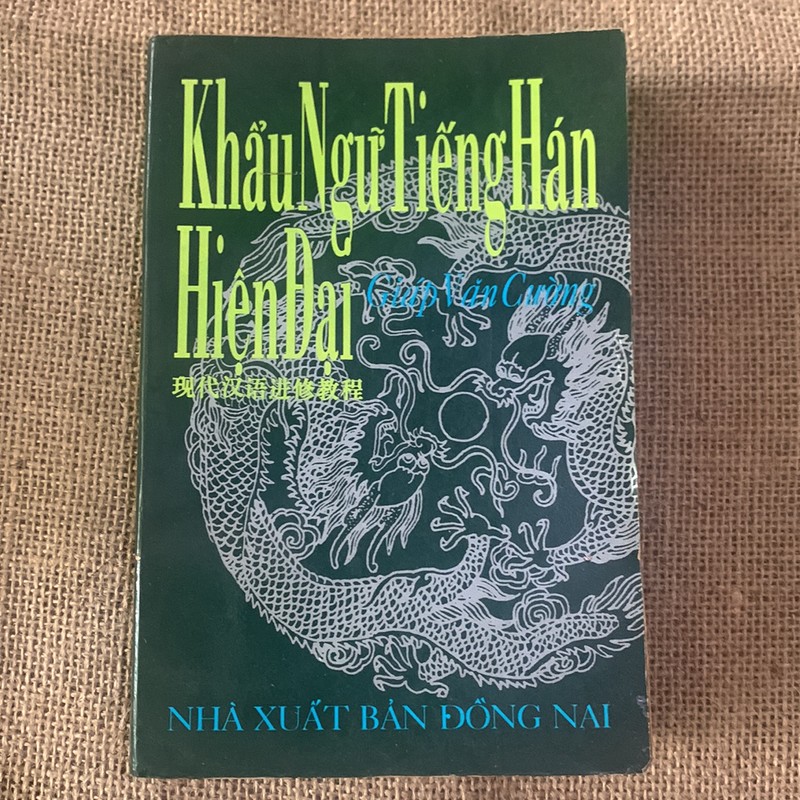 Khẩu Ngữ Tiếng Hán
Hiện Đại
Giáp Văn Cường
现代汉语进修教程
NHÀ XUẤT BẢN ĐỒNG NAI